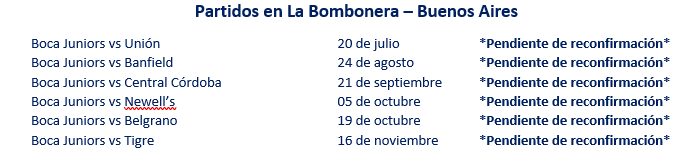 Partidos en La Bombonera – Buenos Aires
Boca Juniors vs Unión 20 de julio *Pendiente de reconfirmación*
Boca Juniors vs Banfield 24 de agosto *Pendiente de reconfirmación*
Boca Juniors vs Central Córdoba 21 de septiembre *Pendiente de reconfirmación*
Boca Juniors vs Newell's 05 de octubre *Pendiente de reconfirmación*
Boca Juniors vs Belgrano 19 de octubre *Pendiente de reconfirmación*
Boca Juniors vs Tigre 16 de noviembre *Pendiente de reconfirmación*